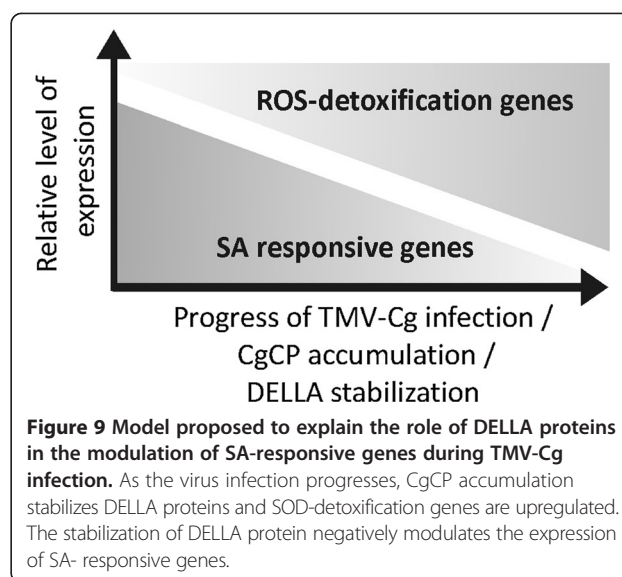 Relative level of
expression
ROS-detoxification genes
SA responsive genes
Progress of TMV-Cg infection /
CgCP accumulation /
DELLA stabilization
Figure 9 Model proposed to explain the role of DELLA proteins
in the modulation of SA-responsive genes during TMV-Cg
infection. As the virus infection progresses, CgCP accumulation
stabilizes DELLA proteins and SOD-detoxification genes are upregulated.
The stabilization of DELLA protein negatively modulates the expression
of SA- responsive genes.